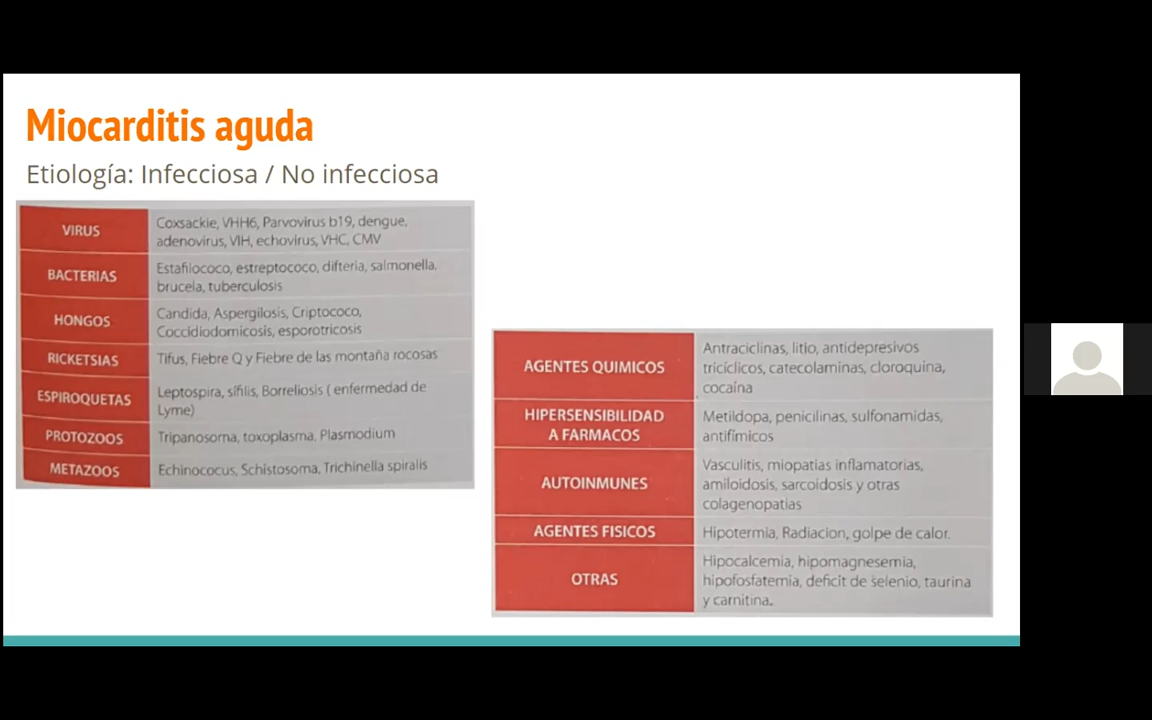 Miocarditis aguda
Etiología: Infecciosa / No infecciosa
VIRUS
Coxsackie, VHH6, Parvovirus b19, dengue,
adenovirus, VIH, echovirus, VHC, CMV
BACTERIAS
Estafilococo, estreptococo, difteria, salmonella,
brucela, tuberculosis
HONGOS
Candida, Aspergilosis, Criptococo,
Coccidiodomicosis, esporotricosis
RICKETSIAS
Tifus, Fiebre Q y Fiebre de las montaña rocosas
ESPIROQUETAS
Leptospira, sífilis, Borreliosis ( enfermedad de
Lyme)
PROTOZOOS
Tripanosoma, toxoplasma, Plasmodium
METAZOOS
Echinococus, Schistosoma, Trichinella spiralis
AGENTES QUIMICOS
Antraciclinas, litio, antidepresivos
tricíclicos, catecolaminas, cloroquina,
cocaína
HIPERSENSIBILIDAD
A FARMACOS
Metildopa, penicilinas, sulfonamidas,
antifímicos
AUTOINMUNES
Vasculitis, miopatias inflamatorias,
amiloidosis, sarcoidosis y otras
colagenopatias
AGENTES FISICOS
Hipotermia, Radiacion, golpe de calor.
OTRAS
Hipocalcemia, hipomagnesemia,
hipofosfatemia, deficit de selenio, taurina
y carnitina.